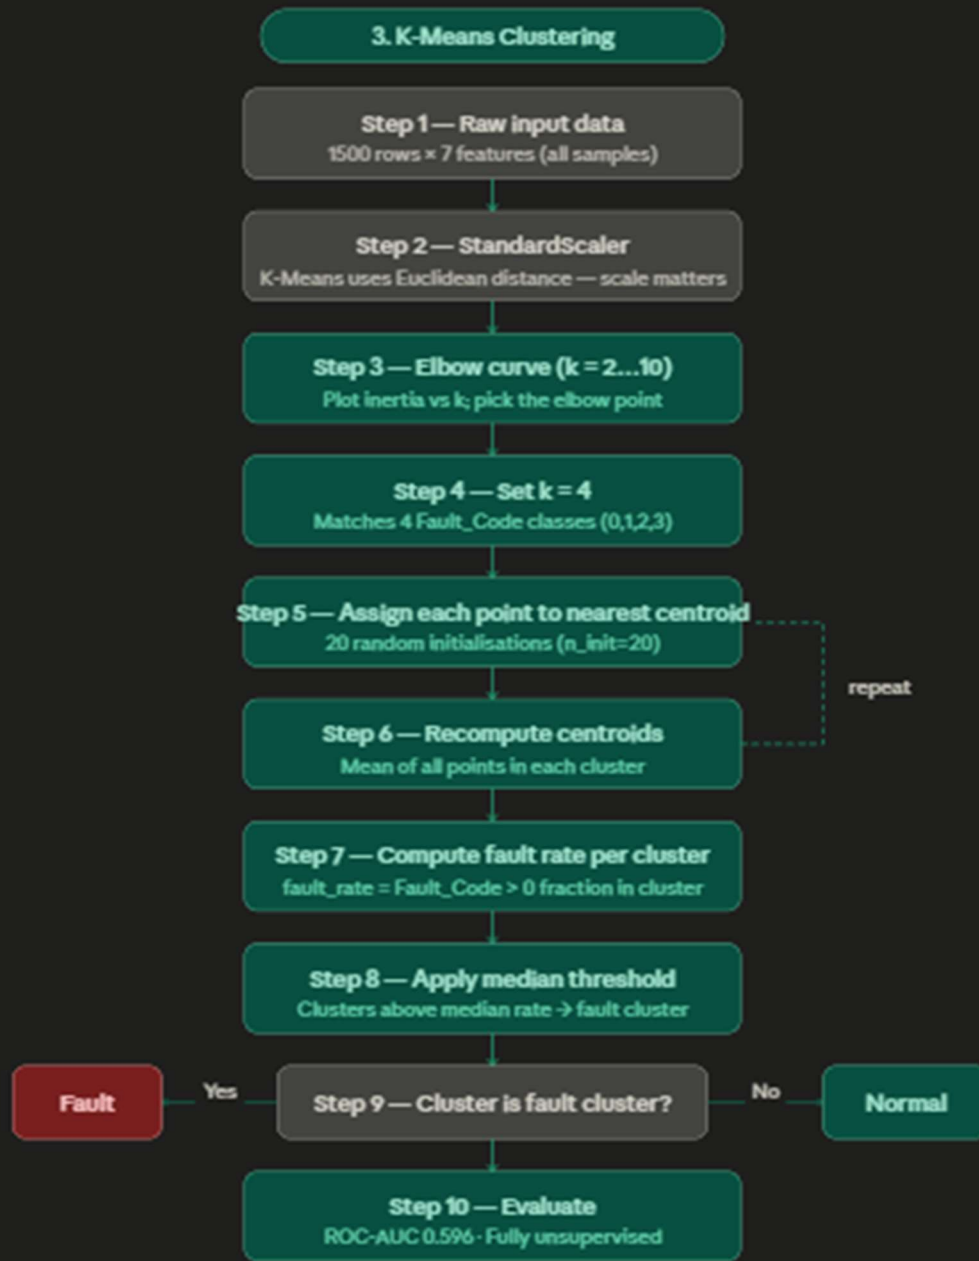 3. K-Means Clustering
Step 1 — Raw input data
1500 rows × 7 features (all samples)
Step 2 — StandardScaler
K-Means uses Euclidean distance — scale matters
Step 3 — Elbow curve (k = 2...10)
Plot inertia vs k; pick the elbow point
Step 4 — Set k = 4
Matches 4 Fault_Code classes (0,1,2,3)
Step 5 — Assign each point to nearest centroid
20 random initialisations (n_init=20)
repeat
Step 6 — Recompute centroids
Mean of all points in each cluster
Step 7 — Compute fault rate per cluster
fault_rate = Fault_Code > 0 fraction in cluster
Step 8 — Apply median threshold
Clusters above median rate → fault cluster
Fault
Yes
Step 9 — Cluster is fault cluster?
No
Normal
Step 10 — Evaluate
ROC-AUC 0.596 · Fully unsupervised